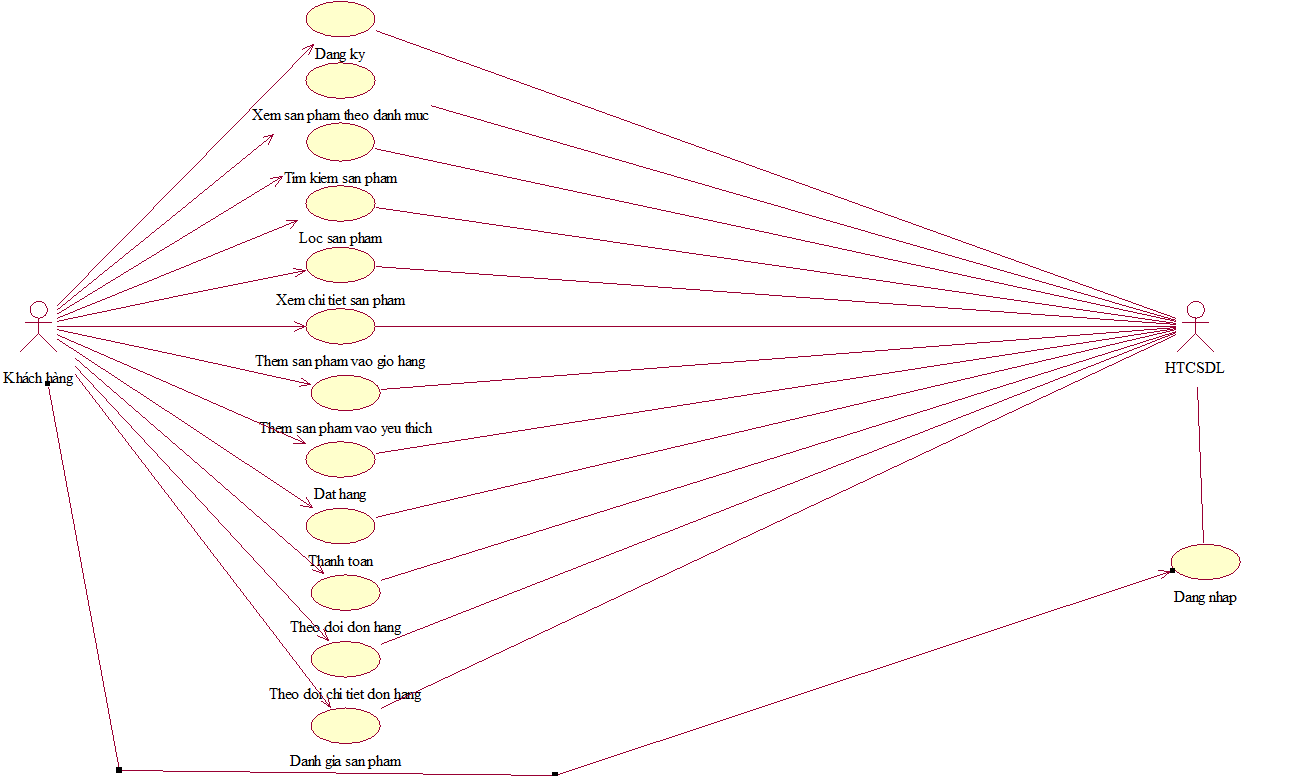 Dang ky
Xem san pham theo danh muc
Tim kiem san pham
Loc san pham
Xem chi tiet san pham
Them san pham vao gio hang
Khách hàng
HTCSDL
Them san pham vao yeu thich
Dat hang
Thanh toan
Dang nhap
Theo doi don hang
Theo doi chi tiet don hang
Danh gia san pham